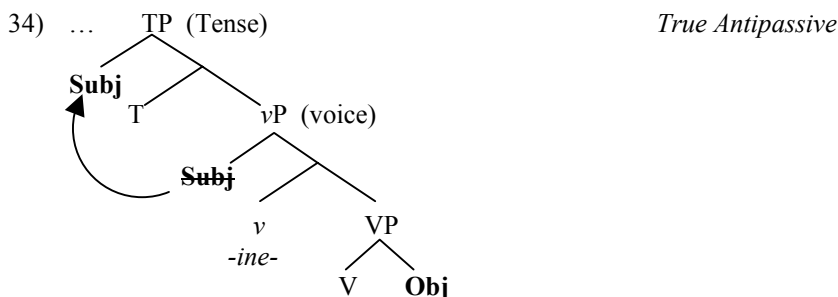 34) … TP (Tense) True Antipassive
Subj
T vP (voice)
Subj
v VP
-ine-
V Obj